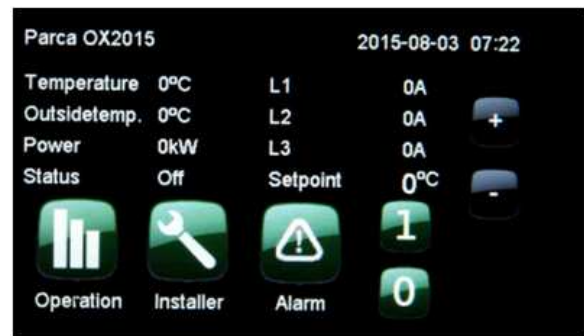 Parca OX2015 2015-08-03 07:22
Temperature 0ºC L1 0A
Outsidetemp. 0ºC L2 0A +
Power 0kW L3 0A
Status Off Setpoint 0ºC -
1
Operation Installer Alarm 0